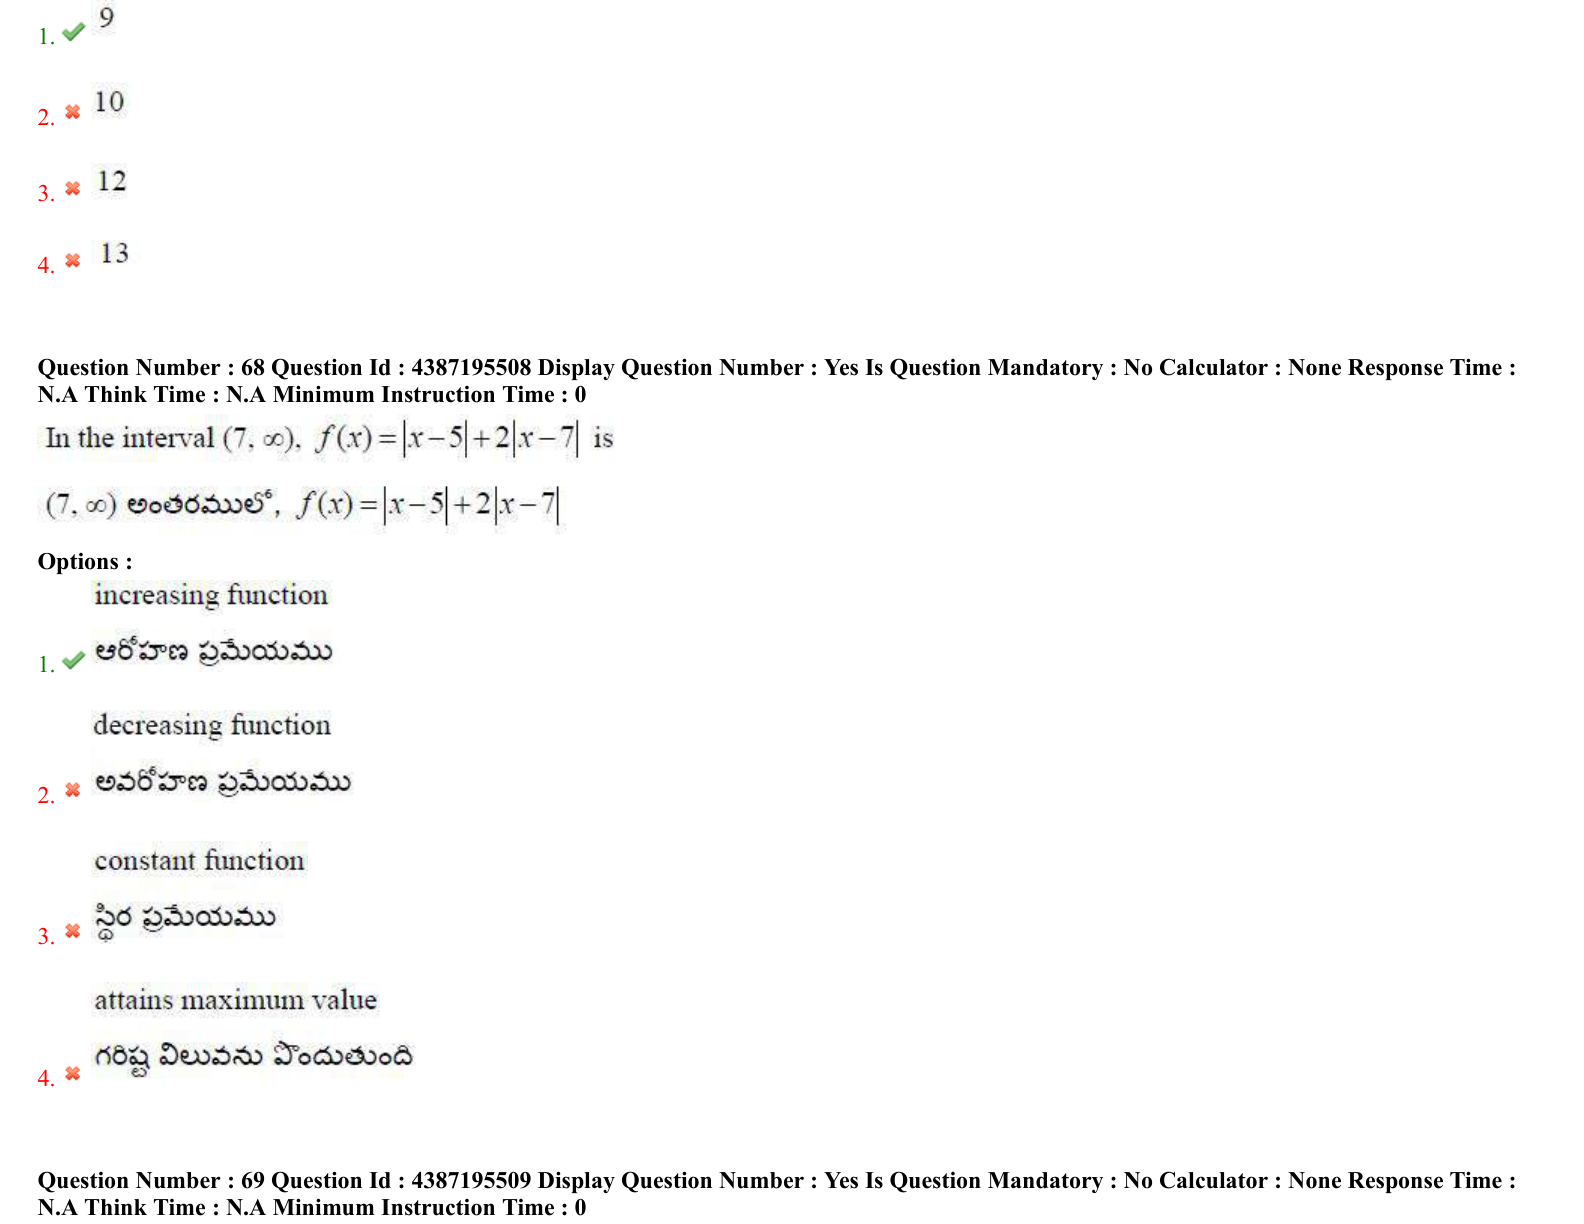 1. 9
2. 10
3. 12
4. 13
Question Number : 68 Question Id : 4387195508 Display Question Number : Yes Is Question Mandatory : No Calculator : None Response Time :
N.A Think Time : N.A Minimum Instruction Time : 0
In the interval (7, ∞), f(x)=|x−5|+2|x−7| is
(7, ∞) అంతరములో, f(x)=|x−5|+2|x−7|
Options :
increasing function
1. ఆరోహణ ప్రమేయము
decreasing function
2. అవరోహణ ప్రమేయము
constant function
3. స్థిర ప్రమేయము
attains maximum value
4. గరిష్ట విలువను పొందుతుంది
Question Number : 69 Question Id : 4387195509 Display Question Number : Yes Is Question Mandatory : No Calculator : None Response Time :
N.A Think Time : N.A Minimum Instruction Time : 0